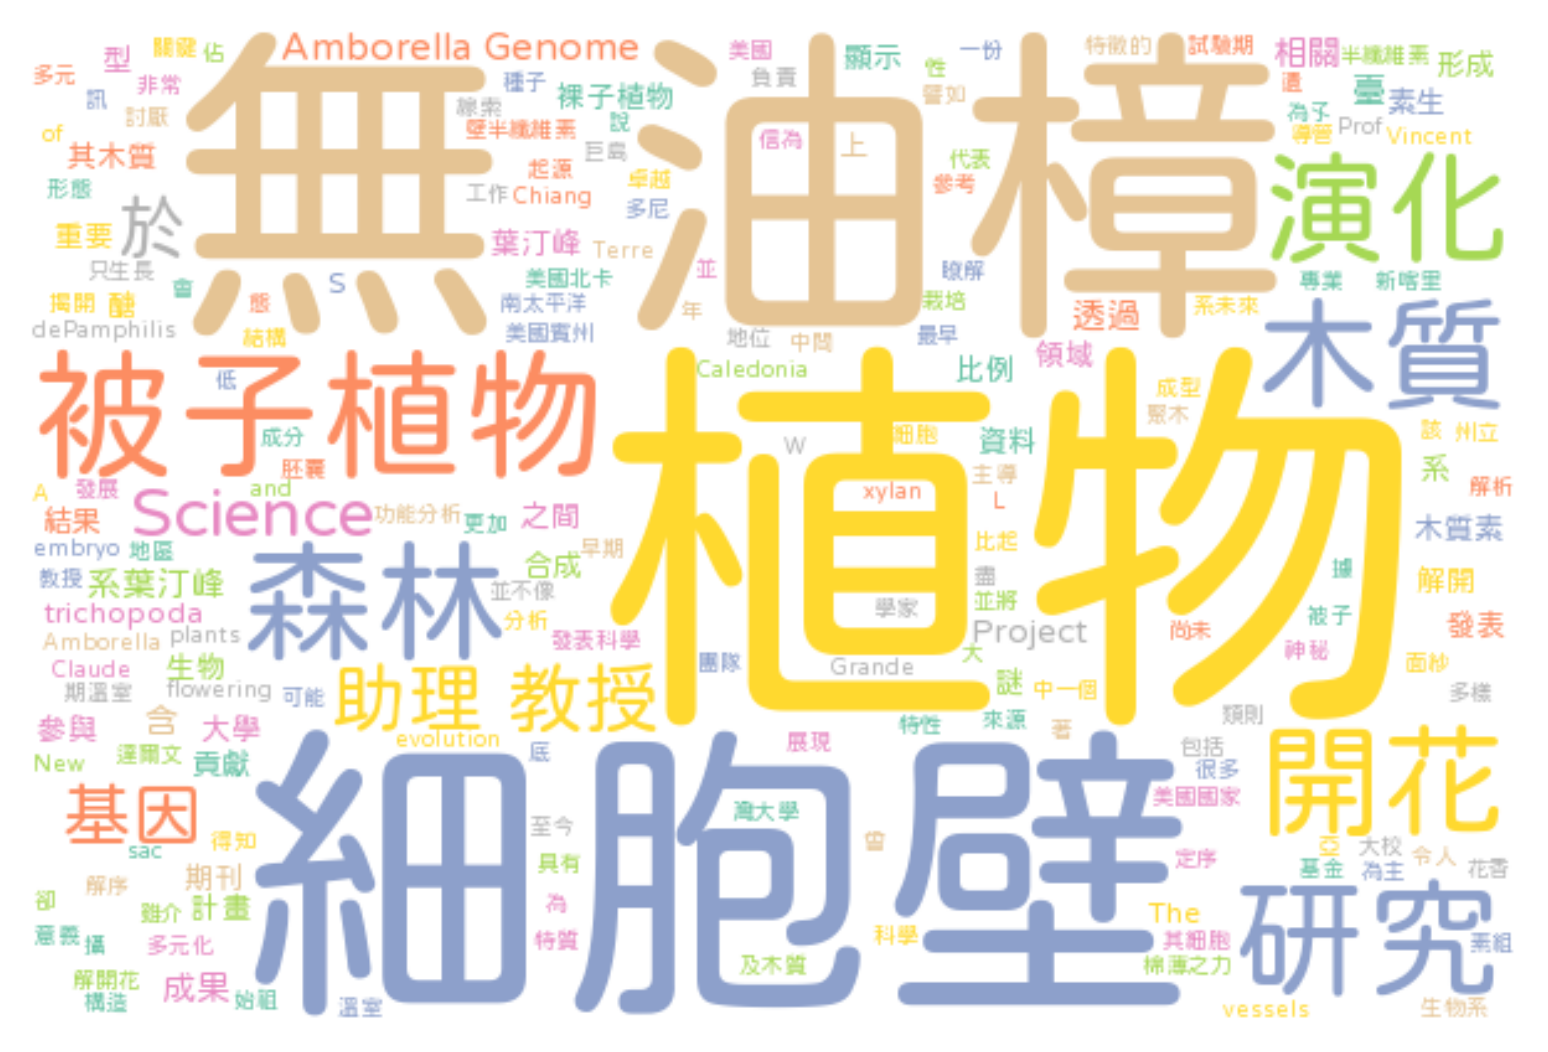 型
關鍵
佔
Amborella Genome
美國
顯示
一份
特徵的
試驗期
相關
半纖維素
形成
多元
非常
種子
線索
裸子植物
負責
性
譬如
遺
臺
素生
訊
討厭
無油樟
說
信為
上
為了
導管
Prof
Vincent
of
其木質
壁半纖維素
巨島
起源
代表
參考
演化
形態
工作
Chiang
卓越
多尼
於
重要
葉汀峰
Terre
只生長
會
S
美國北卡
並
瞭解
專業
新喀里
揭開
態
南太平洋
年
栽培
透過
系未來
dePamphilis
結構
美國賓州
地位
中間
最早
木質
被子植物
低
Caledonia
比例
領域
成型
聚木
植物
成分
W
細胞
資料
該
州立
胚囊
主導
系
A
發展
and
xylan
L
解析
Science
結果
功能分析
更加
之間
木質素
embryo
地區
早期
比起
教授
系葉汀峰
森林
合成
並不像
盡
據
解開
trichopoda
分析
學家
並將
被子
發表
Amborella
plants
發表科學
Project
尚未
神秘
Claude
生物
團隊
Grande
大
面紗
期溫室
flowering
可能
助理
教授
謎
中一個
多樣
參與
含
大學
特性
來源
著
類則
New
達爾文
貢獻
evolution
底
展現
包括
很多
開花
基因
細胞壁
灣大學
美國國家
sac
得知
至今
曾
定序
亞
大校
令人
花香
解序
期刊
具有
基金
為主
卻
計畫
為
The
研究
意義
攝
多元化
特質
科學
其細胞
素組
解開花
及木質
棉薄之力
構造
成果
始祖
溫室
vessels
生物系